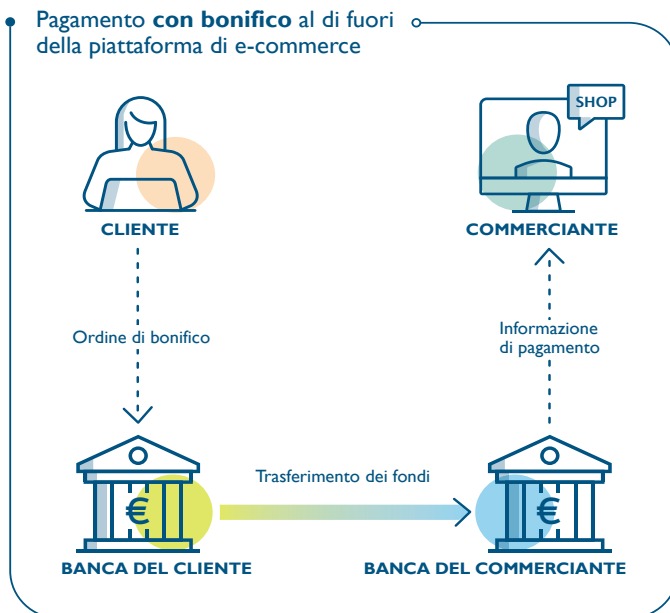 Pagamento con bonifico al di fuori
della piattaforma di e-commerce
SHOP
CLIENTE
COMMERCIANTE
Ordine di bonifico
Informazione
di pagamento
Trasferimento dei fondi
€
€
BANCA DEL CLIENTE
BANCA DEL COMMERCIANTE